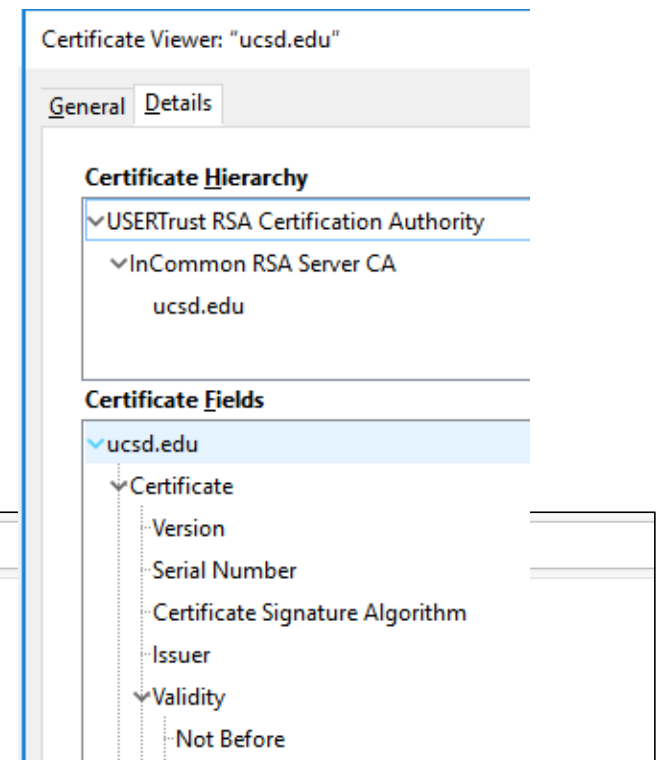 Certificate Viewer: "ucsd.edu"
General Details
Certificate Hierarchy
USERTrust RSA Certification Authority
InCommon RSA Server CA
ucsd.edu
Certificate Fields
ucsd.edu
Certificate
Version
Serial Number
Certificate Signature Algorithm
Issuer
Validity
Not Before